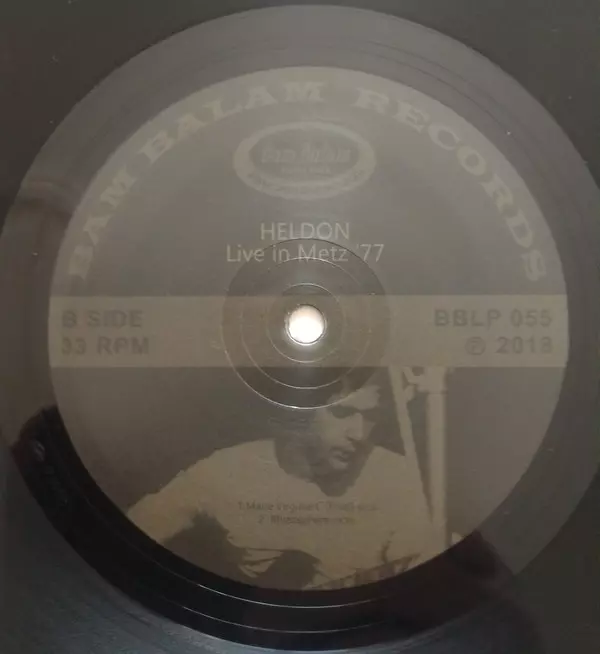 BAM BALAM RECORDS
HELDON
Live in Metz '77
B SIDE
33 RPM
BBLP 055
℗ 2018